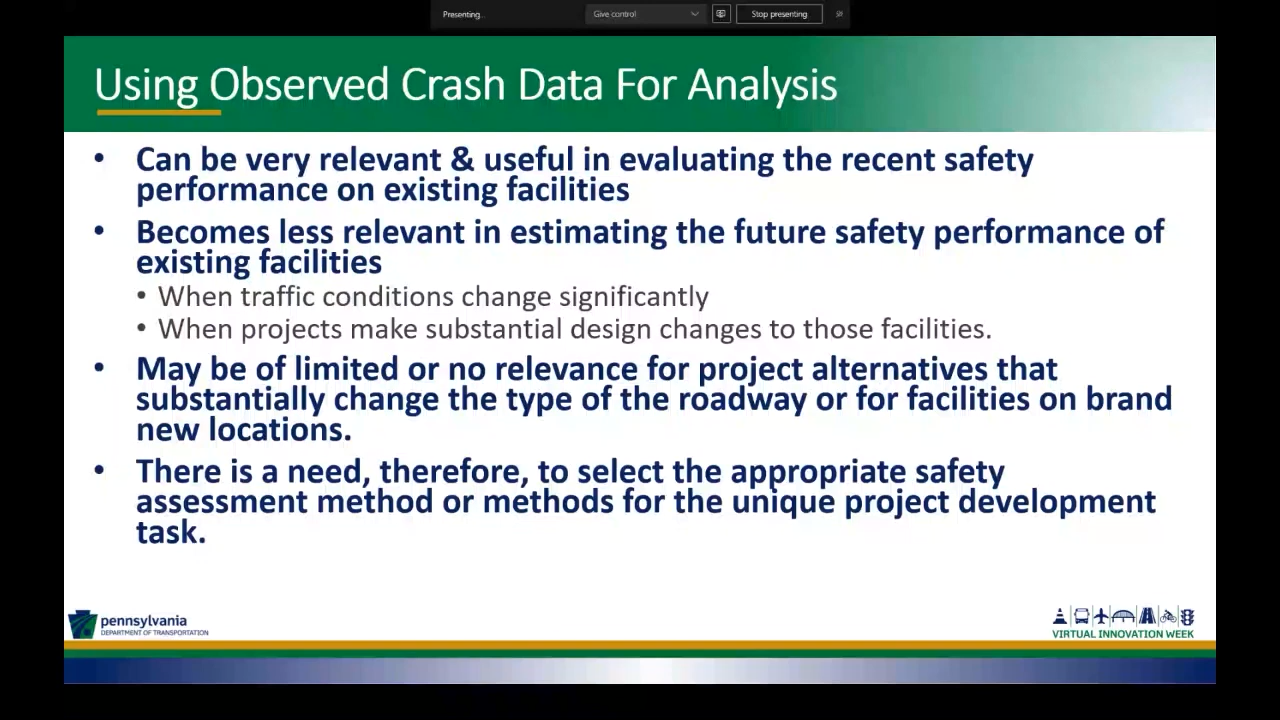 Presenting...
Give control
Stop presenting
Using Observed Crash Data For Analysis
• Can be very relevant & useful in evaluating the recent safety
performance on existing facilities
• Becomes less relevant in estimating the future safety performance of
existing facilities
• When traffic conditions change significantly
• When projects make substantial design changes to those facilities.
• May be of limited or no relevance for project alternatives that
substantially change the type of the roadway or for facilities on brand
new locations.
• There is a need, therefore, to select the appropriate safety
assessment method or methods for the unique project development
task.
pennsylvania
DEPARTMENT OF TRANSPORTATION
VIRTUAL INNOVATION WEEK